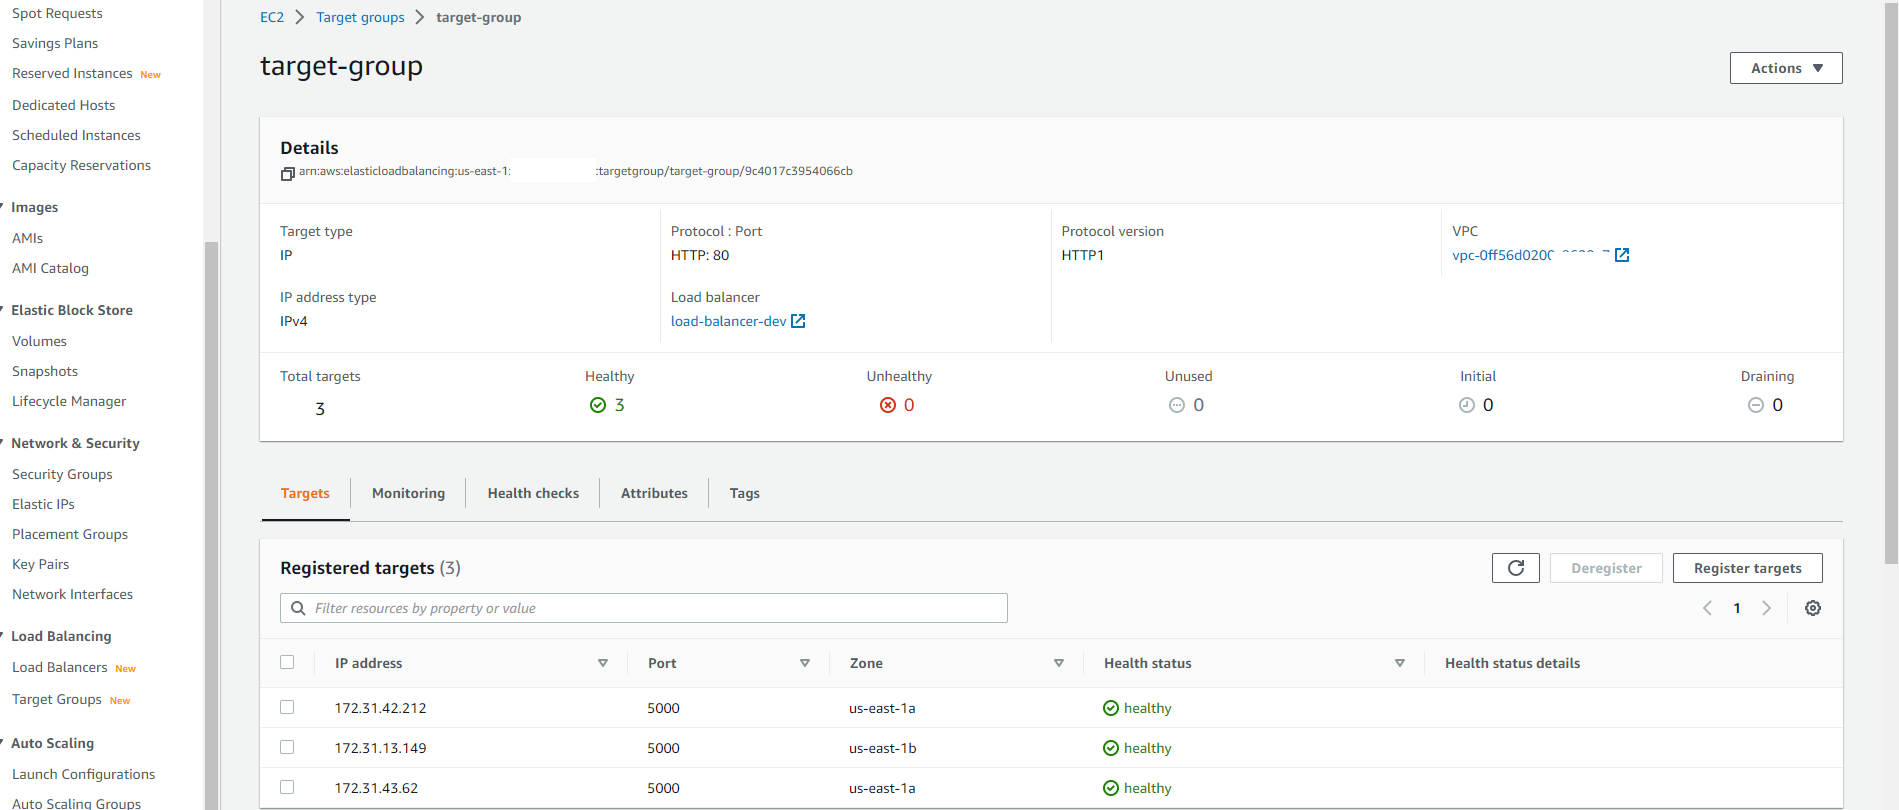 Spot Requests
Savings Plans
Reserved Instances New
Dedicated Hosts
Scheduled Instances
Capacity Reservations
Images
AMIs
AMI Catalog
Elastic Block Store
Volumes
Snapshots
Lifecycle Manager
Network & Security
Security Groups
Elastic IPs
Placement Groups
Key Pairs
Network Interfaces
Load Balancing
Load Balancers New
Target Groups New
Auto Scaling
Launch Configurations
Auto Scaling Groups
EC2 > Target groups > target-group
target-group
Actions
Details
arn:aws:elasticloadbalancing:us-east-1: :targetgroup/target-group/9c4017c3954066cb
Target type
IP
Protocol : Port
HTTP: 80
Protocol version
HTTP1
VPC
IP address type
IPv4
Load balancer
load-balancer-dev
Total targets
3
Healthy
3
Unhealthy
0
Unused
0
Initial
0
Draining
0
Targets Monitoring Health checks Attributes Tags
Registered targets (3)
Deregister
Register targets
Filter resources by property or value
1
IP address Port Zone Health status Health status details
172.31.42.212 5000 us-east-1a healthy
172.31.13.149 5000 us-east-1b healthy
172.31.43.62 5000 us-east-1a healthy